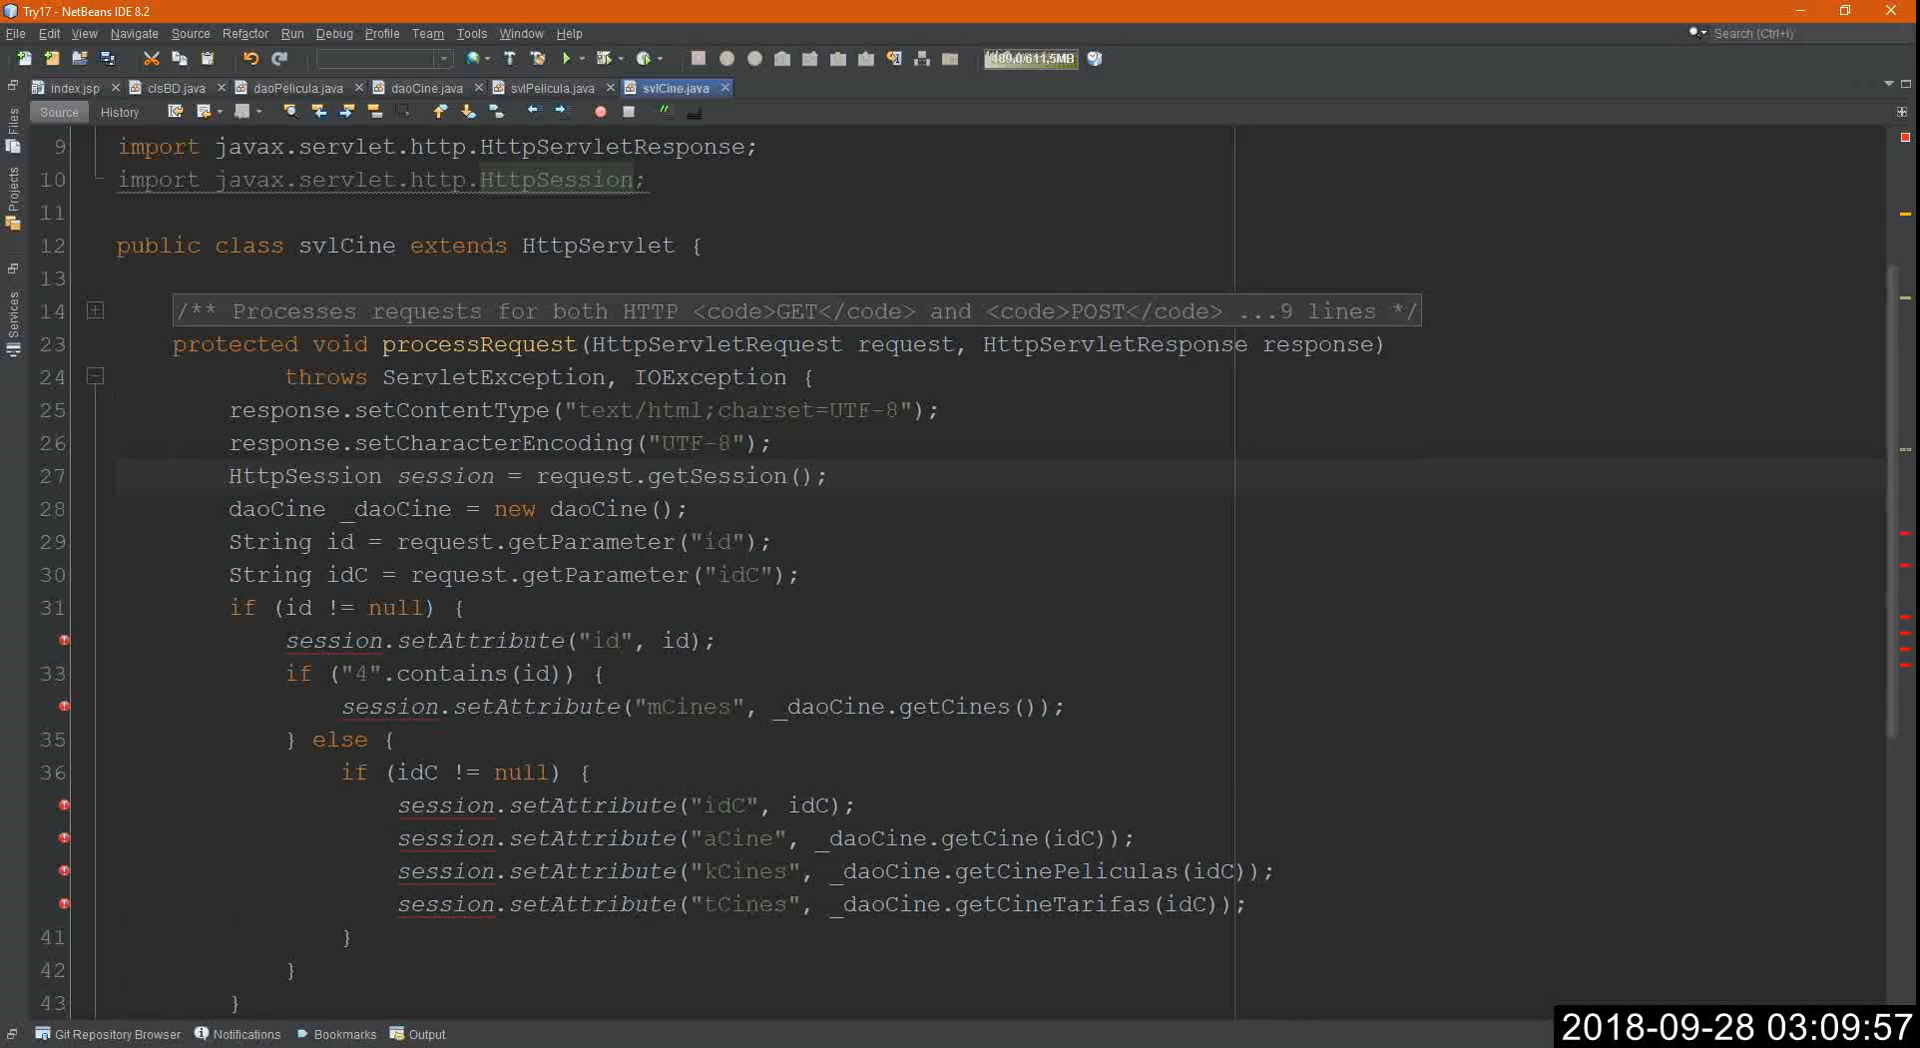 Try17 - NetBeans IDE 8.2
File Edit View Navigate Source Refactor Run Debug Profile Team Tools Window Help
Search (Ctrl+I)
489,0/611,5MB
index.jsp clsBD.java daoPelicula.java daoCine.java svlPelicula.java svlCine.java
Source History
Files
Projects
Services
9 import javax.servlet.http.HttpServletResponse;
10 import javax.servlet.http.HttpSession;
11
12 public class svlCine extends HttpServlet {
13
14 /** Processes requests for both HTTP <code>GET</code> and <code>POST</code> ...9 lines */
23 protected void processRequest(HttpServletRequest request, HttpServletResponse response)
24 throws ServletException, IOException {
25 response.setContentType("text/html;charset=UTF-8");
26 response.setCharacterEncoding("UTF-8");
27 HttpSession session = request.getSession();
28 daoCine _daoCine = new daoCine();
29 String id = request.getParameter("id");
30 String idC = request.getParameter("idC");
31 if (id != null) {
session.setAttribute("id", id);
33 if ("4".contains(id)) {
session.setAttribute("mCines", _daoCine.getCines());
35 } else {
36 if (idC != null) {
session.setAttribute("idC", idC);
session.setAttribute("aCine", _daoCine.getCine(idC));
session.setAttribute("kCines", _daoCine.getCinePeliculas(idC));
session.setAttribute("tCines", _daoCine.getCineTarifas(idC));
41 }
42 }
43 }
Git Repository Browser Notifications Bookmarks Output
2018-09-28 03:09:57